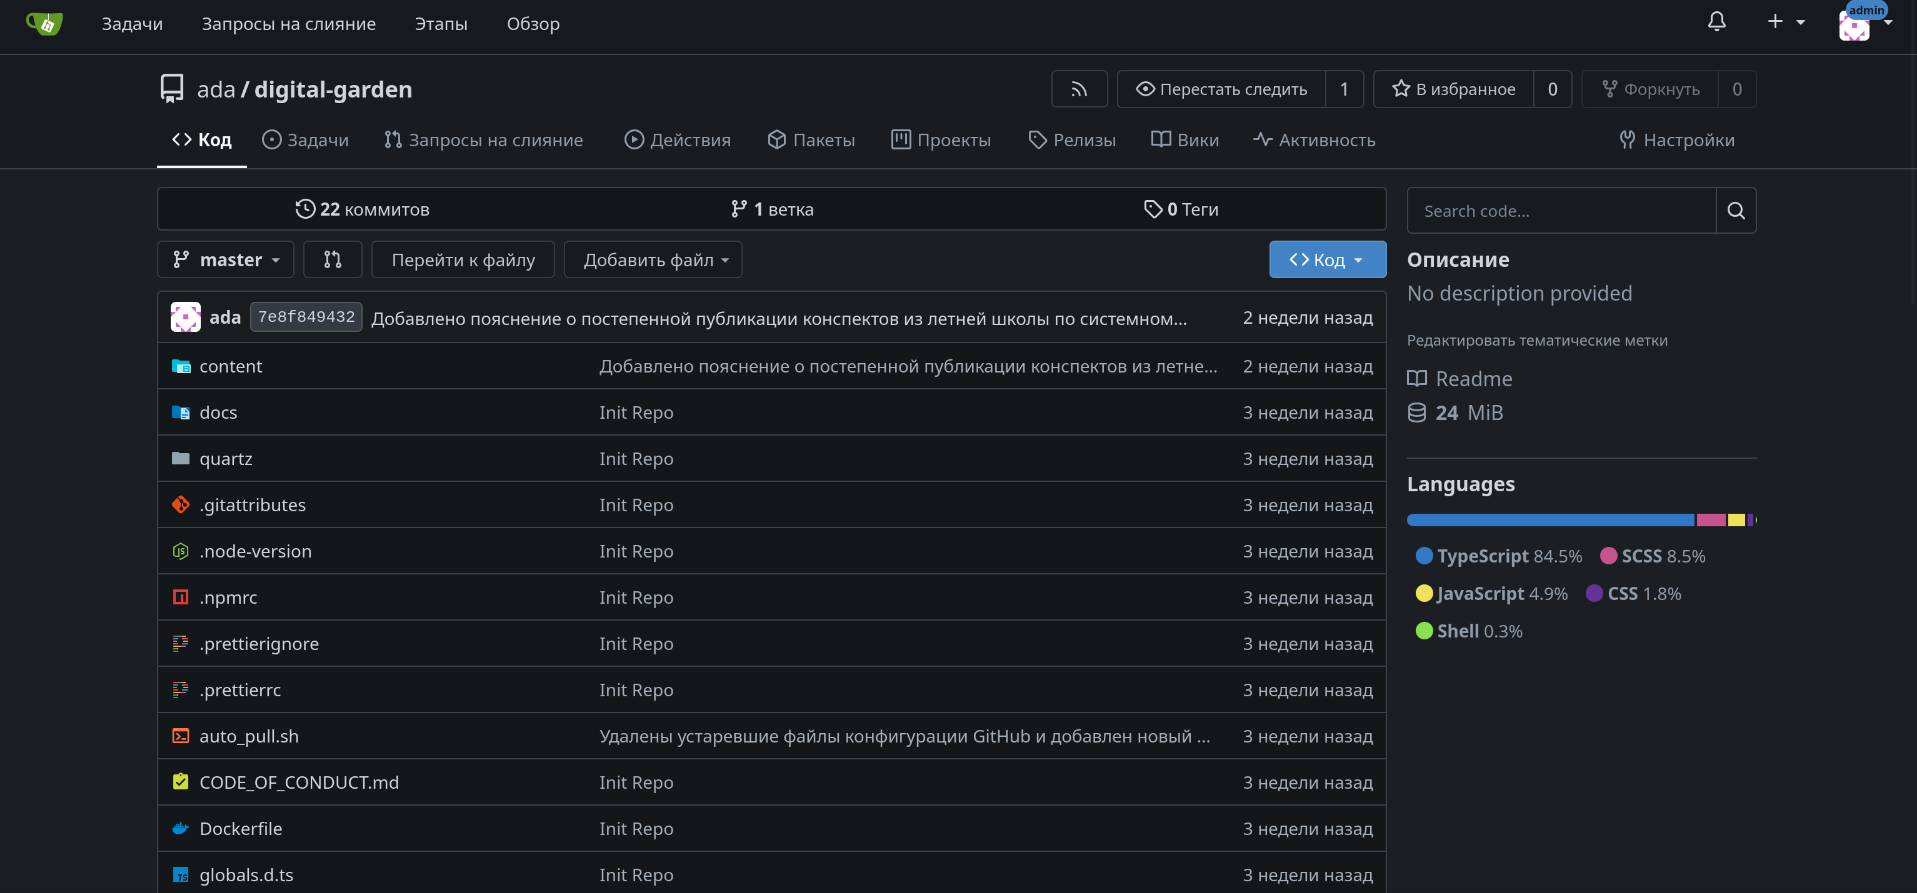 Задачи Запросы на слияние Этапы Обзор admin
ada / digital-garden Перестать следить 1 В избранное 0 Форкнуть 0
Код Задачи Запросы на слияние Действия Пакеты Проекты Релизы Вики Активность Настройки
22 коммитов 1 ветка 0 Теги
Search code...
master Перейти к файлу Добавить файл Код
Описание
No description provided
ada 7e8f849432 Добавлено пояснение о постепенной публикации конспектов из летней школы по системном... 2 недели назад
Редактировать тематические метки
content Добавлено пояснение о постепенной публикации конспектов из летне... 2 недели назад
Readme
docs Init Repo 3 недели назад
24 MiB
quartz Init Repo 3 недели назад
Languages
.gitattributes Init Repo 3 недели назад
.node-version Init Repo 3 недели назад
TypeScript 84.5% SCSS 8.5%
.npmrc Init Repo 3 недели назад
JavaScript 4.9% CSS 1.8%
.prettierignore Init Repo 3 недели назад
Shell 0.3%
.prettierrc Init Repo 3 недели назад
auto_pull.sh Удалены устаревшие файлы конфигурации GitHub и добавлен новый ... 3 недели назад
CODE_OF_CONDUCT.md Init Repo 3 недели назад
Dockerfile Init Repo 3 недели назад
globals.d.ts Init Repo 3 недели назад